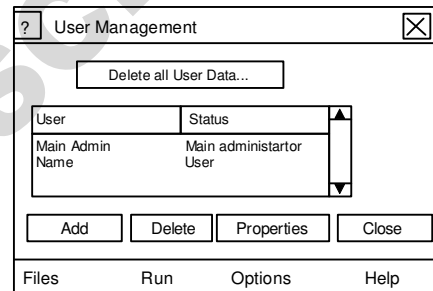 ? User Management
Delete all User Data...
User Status
Main Admin Main administartor
Name User
Add Delete Properties Close
Files Run Options Help